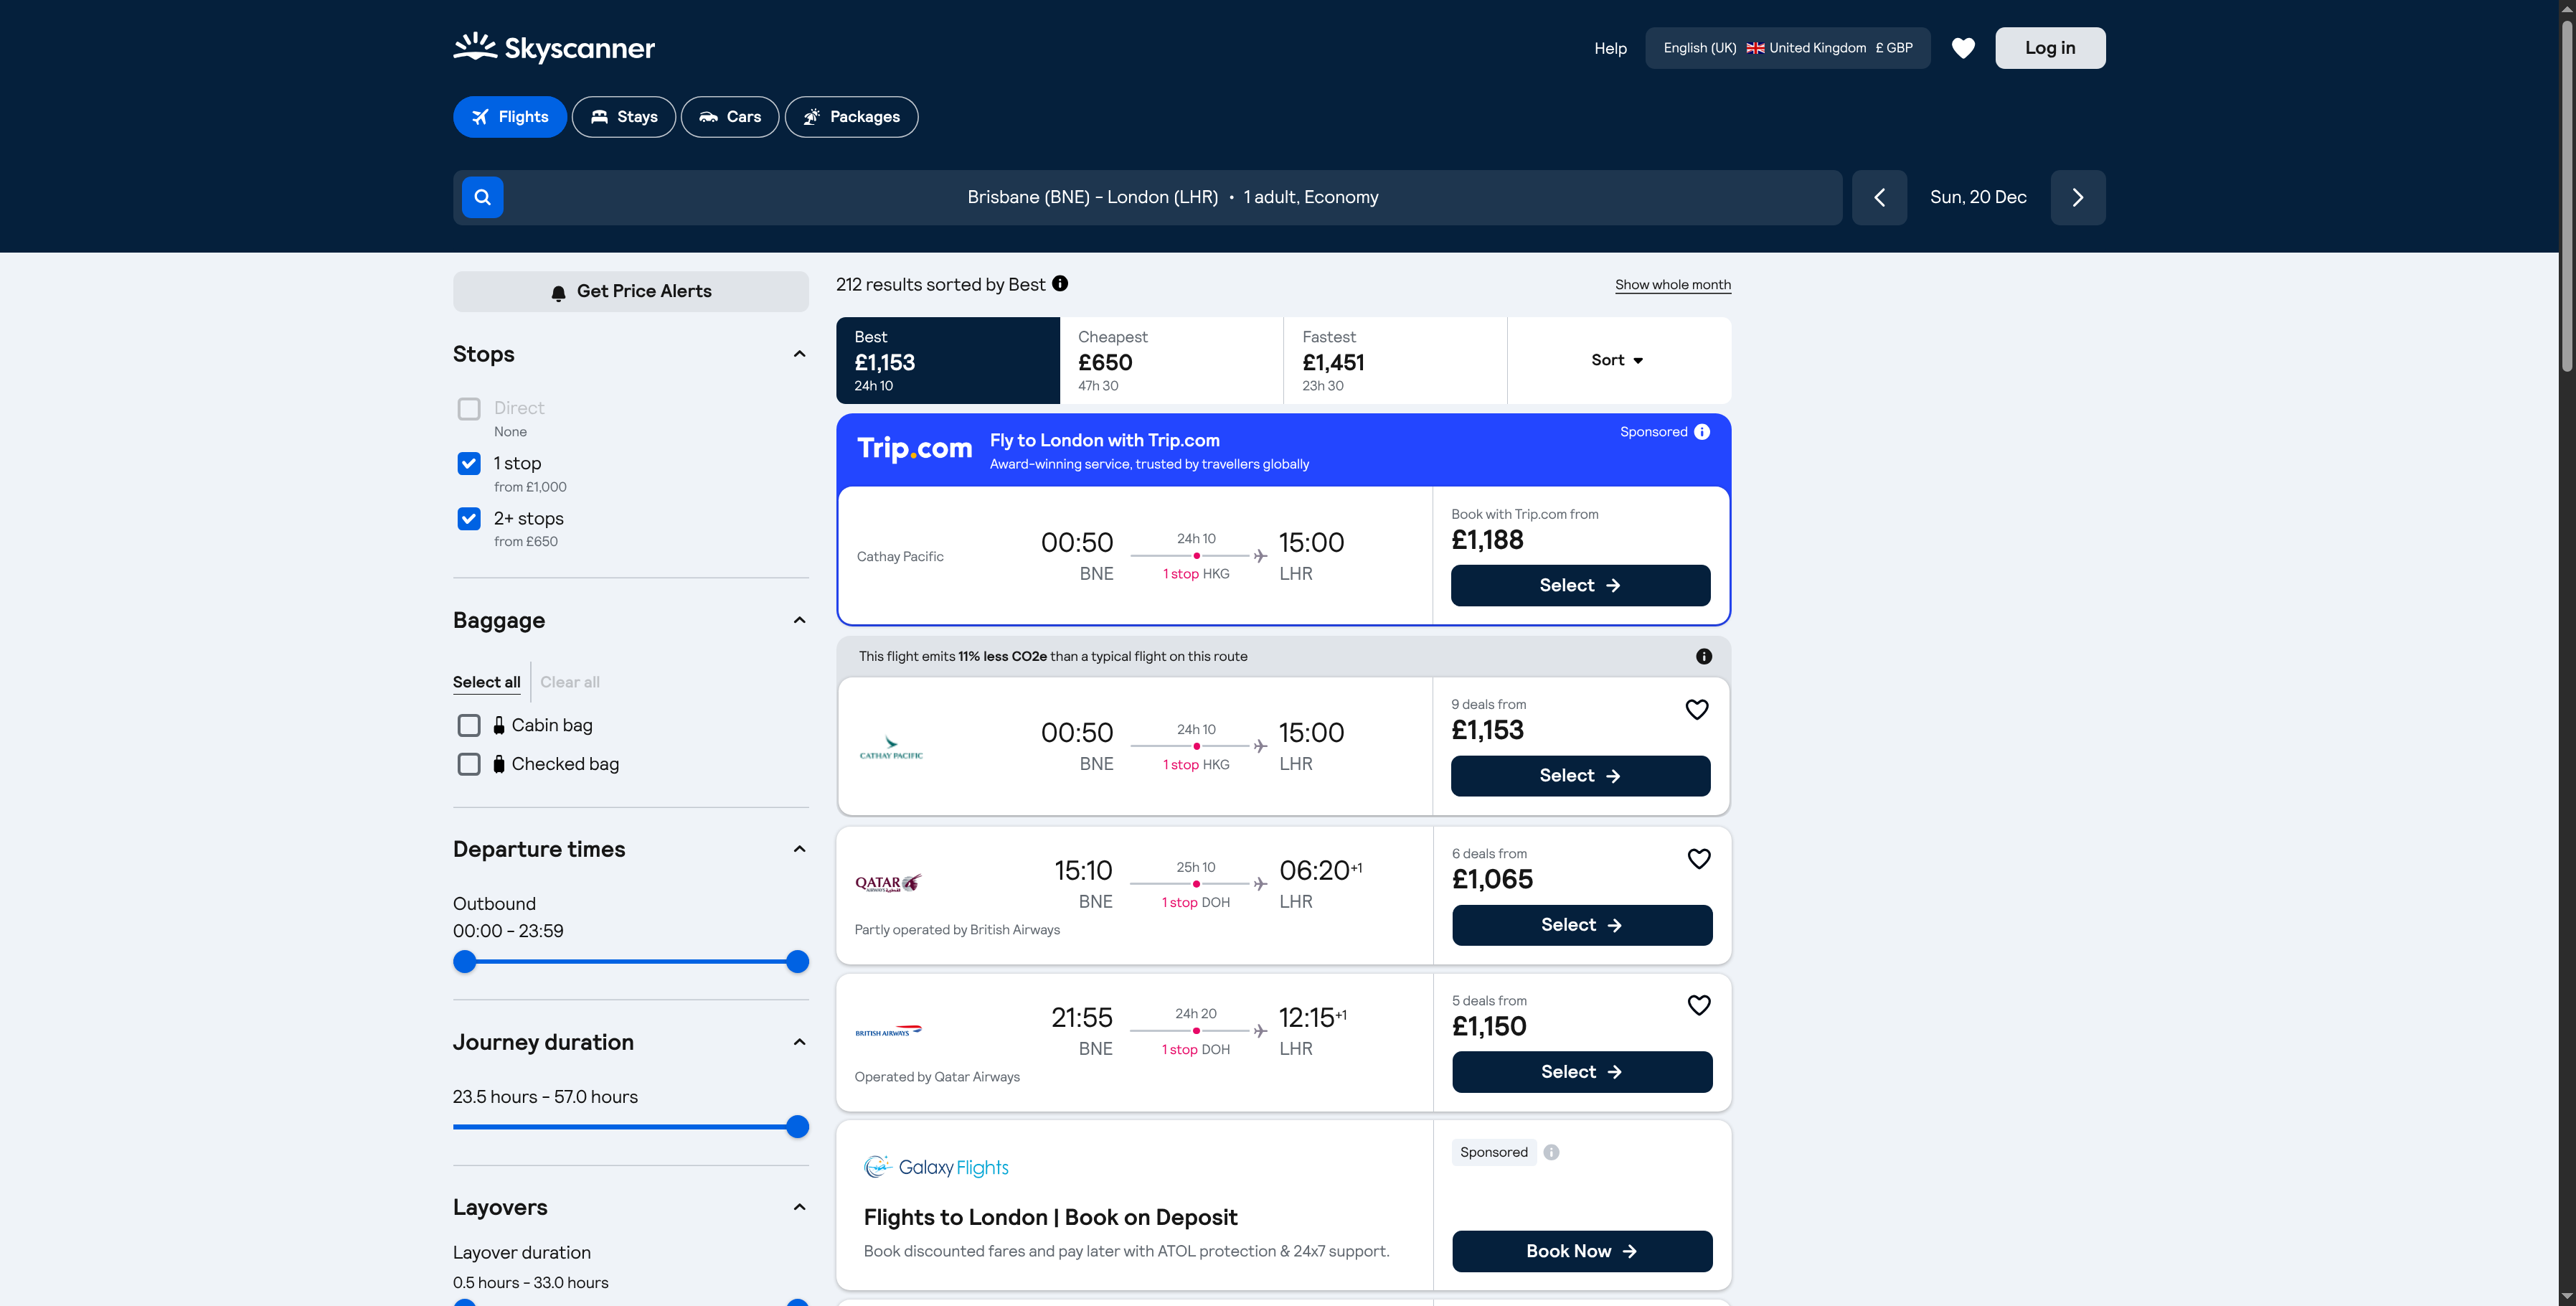 Skyscanner
Help
English (UK) United Kingdom £ GBP
Log in
Flights
Stays
Cars
Packages
Brisbane (BNE) - London (LHR) • 1 adult, Economy
Sun, 20 Dec
Get Price Alerts
Stops
Direct
None
1 stop
from £1,000
2+ stops
from £650
Baggage
Select all
Clear all
Cabin bag
Checked bag
Departure times
Outbound
00:00 - 23:59
Journey duration
23.5 hours - 57.0 hours
Layovers
Layover duration
0.5 hours - 33.0 hours
212 results sorted by Best
Show whole month
Best
£1,153
24h 10
Cheapest
£650
47h 30
Fastest
£1,451
23h 30
Sort
Trip.com
Fly to London with Trip.com
Award-winning service, trusted by travellers globally
Sponsored
Cathay Pacific
00:50
BNE
24h 10
1 stop HKG
15:00
LHR
Book with Trip.com from
£1,188
Select
This flight emits 11% less CO2e than a typical flight on this route
CATHAY PACIFIC
00:50
BNE
24h 10
1 stop HKG
15:00
LHR
9 deals from
£1,153
Select
QATAR
15:10
BNE
25h 10
1 stop DOH
06:20+1
LHR
Partly operated by British Airways
6 deals from
£1,065
Select
BRITISH AIRWAYS
21:55
BNE
24h 20
1 stop DOH
12:15+1
LHR
Operated by Qatar Airways
5 deals from
£1,150
Select
Galaxy Flights
Flights to London | Book on Deposit
Book discounted fares and pay later with ATOL protection & 24x7 support.
Sponsored
Book Now